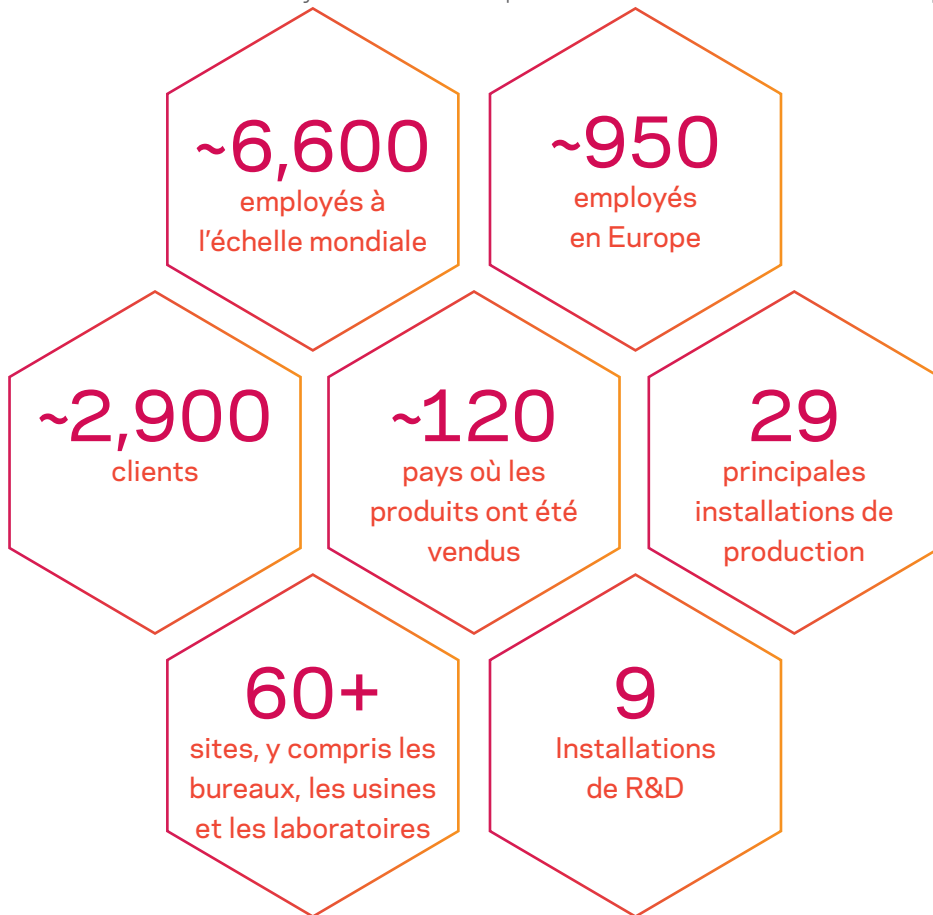 ~6,600
employés à
l'échelle mondiale
~950
employés
en Europe
~2,900
clients
~120
pays où les
produits ont été
vendus
29
principales
installations de
production
60+
sites, y compris les
bureaux, les usines
et les laboratoires
9
Installations
de R&D